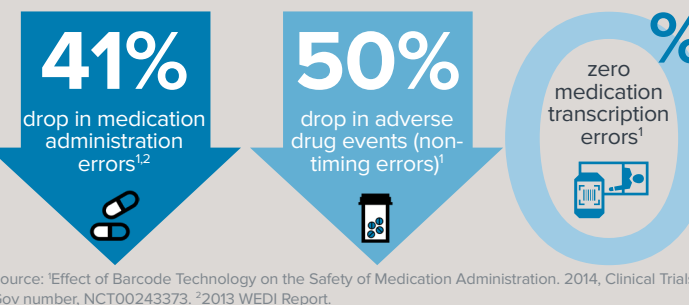 41%
drop in medication
administration
errors¹,²
50%
drop in adverse
drug events (non-
timing errors)¹
0%
zero
medication
transcription
errors¹
ource: ¹Effect of Barcode Technology on the Safety of Medication Administration. 2014, Clinical Trials
Gov number, NCT00243373. ²2013 WEDI Report.